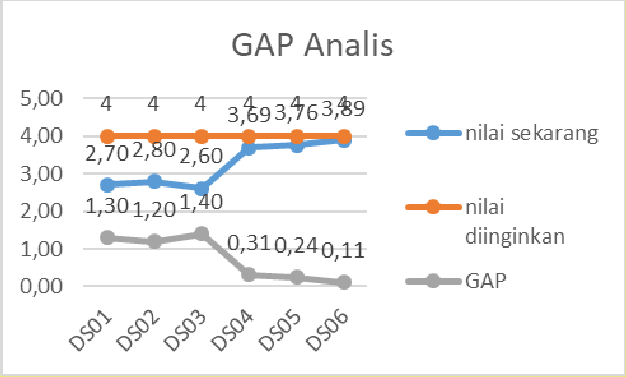 GAP Analis
5,00
4,00
3,00
2,00
1,00
0,00
4 4 4 4 4 4
3,69 3,76 3,89
2,70 2,80 2,60
1,30 1,20 1,40
0,31 0,24 0,11
DS01 DS02 DS03 DS04 DS05 DS06
nilai sekarang
nilai
diinginkan
GAP